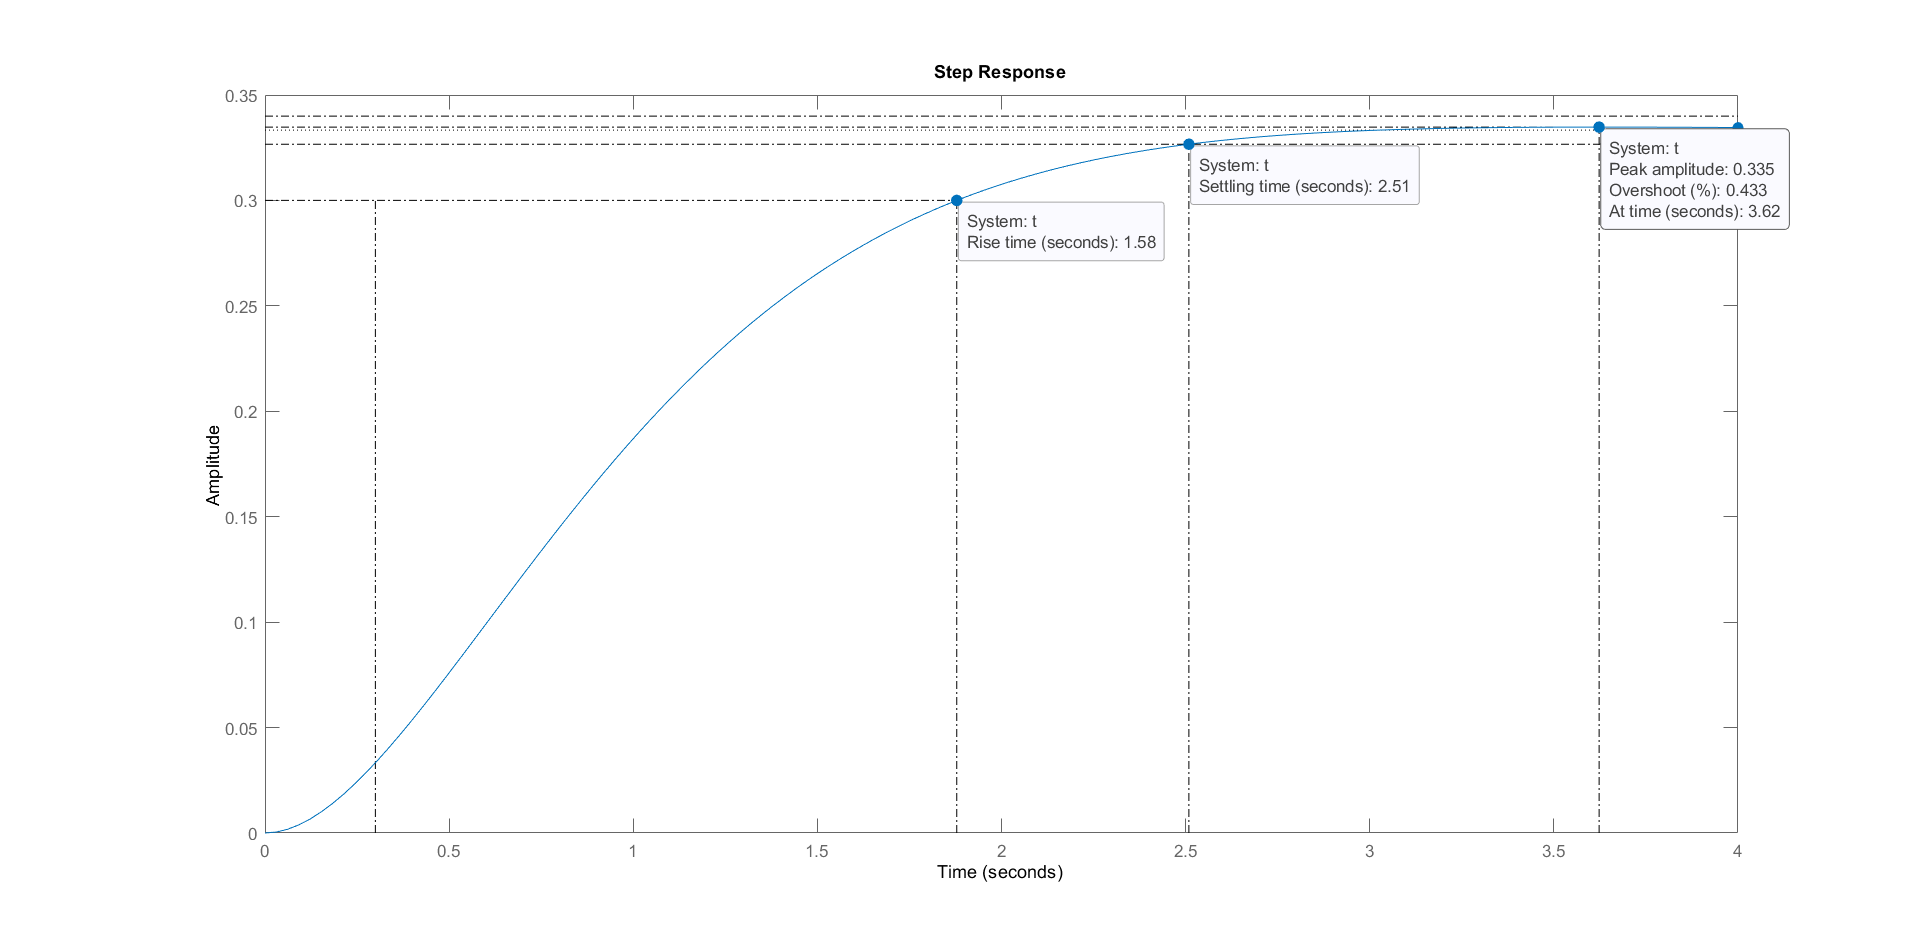 Step Response
0.35
0.3
0.25
0.2
0.15
0.1
0.05
0
Amplitude
System: t
Peak amplitude: 0.335
Overshoot (%): 0.433
At time (seconds): 3.62
System: t
Settling time (seconds): 2.51
System: t
Rise time (seconds): 1.58
0 0.5 1 1.5 2 2.5 3 3.5 4
Time (seconds)